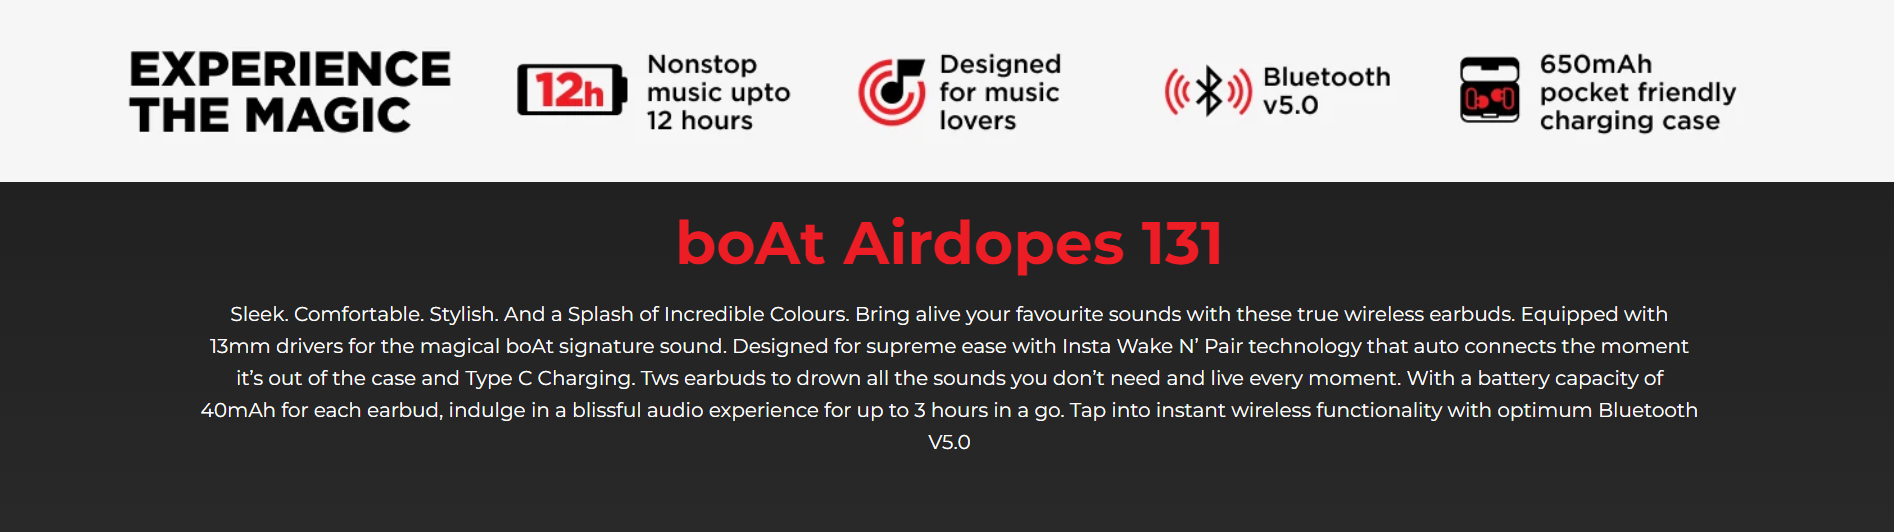 EXPERIENCE
THE MAGIC
12h
Nonstop
music upto
12 hours
Designed
for music
lovers
Bluetooth
v5.0
650mAh
pocket friendly
charging case
boAt Airdopes 131
Sleek. Comfortable. Stylish. And a Splash of Incredible Colours. Bring alive your favourite sounds with these true wireless earbuds. Equipped with
13mm drivers for the magical boAt signature sound. Designed for supreme ease with Insta Wake N’ Pair technology that auto connects the moment
it’s out of the case and Type C Charging. Tws earbuds to drown all the sounds you don’t need and live every moment. With a battery capacity of
40mAh for each earbud, indulge in a blissful audio experience for up to 3 hours in a go. Tap into instant wireless functionality with optimum Bluetooth
V5.0